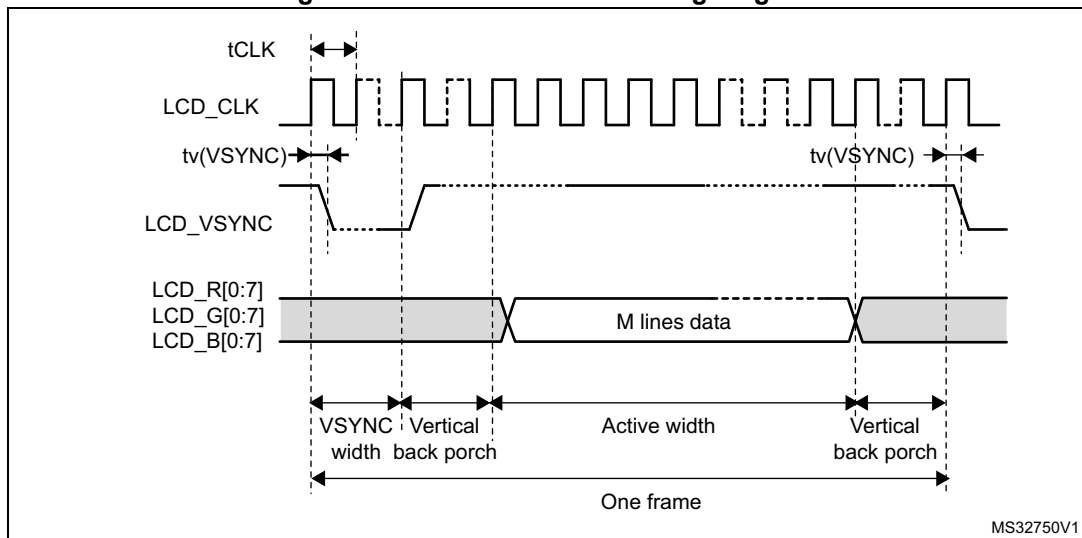 tCLK
LCD_CLK
tv(VSYNC) tv(VSYNC)
LCD_VSYNC
LCD_R[0:7]
LCD_G[0:7]
LCD_B[0:7]
M lines data
VSYNC width
Vertical back porch
Active width
Vertical back porch
One frame
MS32750V1